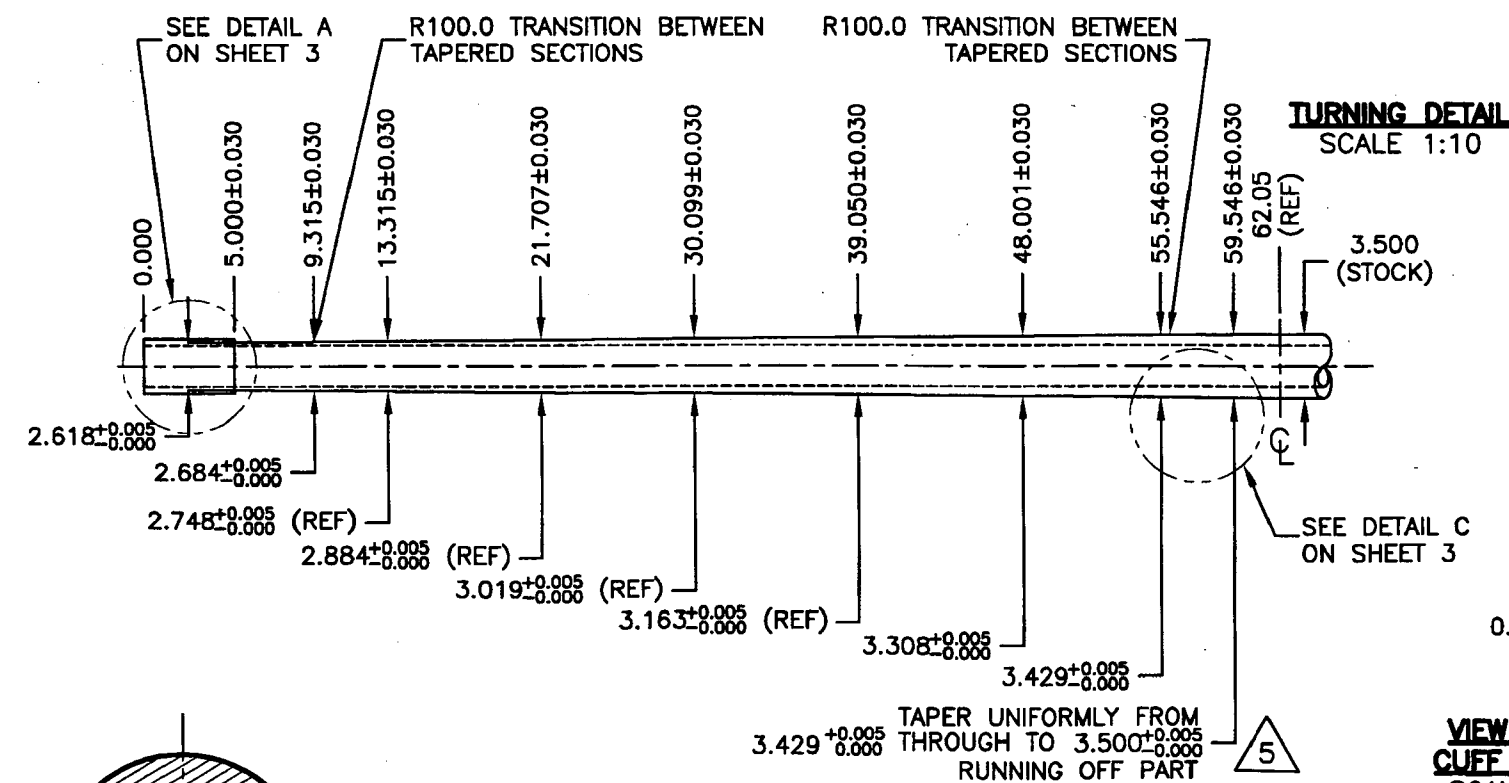 SEE DETAIL A
ON SHEET 3
R100.0 TRANSITION BETWEEN
TAPERED SECTIONS
R100.0 TRANSITION BETWEEN
TAPERED SECTIONS
TURNING DETAIL
SCALE 1:10
0.000
5.000±0.030
9.315±0.030
13.315±0.030
21.707±0.030
30.099±0.030
39.050±0.030
48.001±0.030
55.546±0.030
59.546±0.030
62.05
(REF)
3.500
(STOCK)
2.618+0.005
-0.000
2.684+0.005
-0.000
2.748+0.005 (REF)
-0.000
2.884+0.005 (REF)
-0.000
3.019+0.005 (REF)
-0.000
3.163+0.005 (REF)
-0.000
3.308+0.005
-0.000
3.429+0.005
-0.000
℄
SEE DETAIL C
ON SHEET 3
0.
TAPER UNIFORMLY FROM
3.429 +0.005 THROUGH TO 3.500+0.005
0.000 -0.000
RUNNING OFF PART
5
VIEW
CUFF